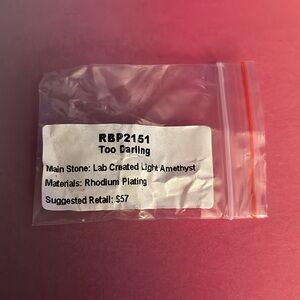 RBP2151
Too Darling
Main Stone: Lab Created Light Amethyst
Materials: Rhodium Plating
Suggested Retail: $57